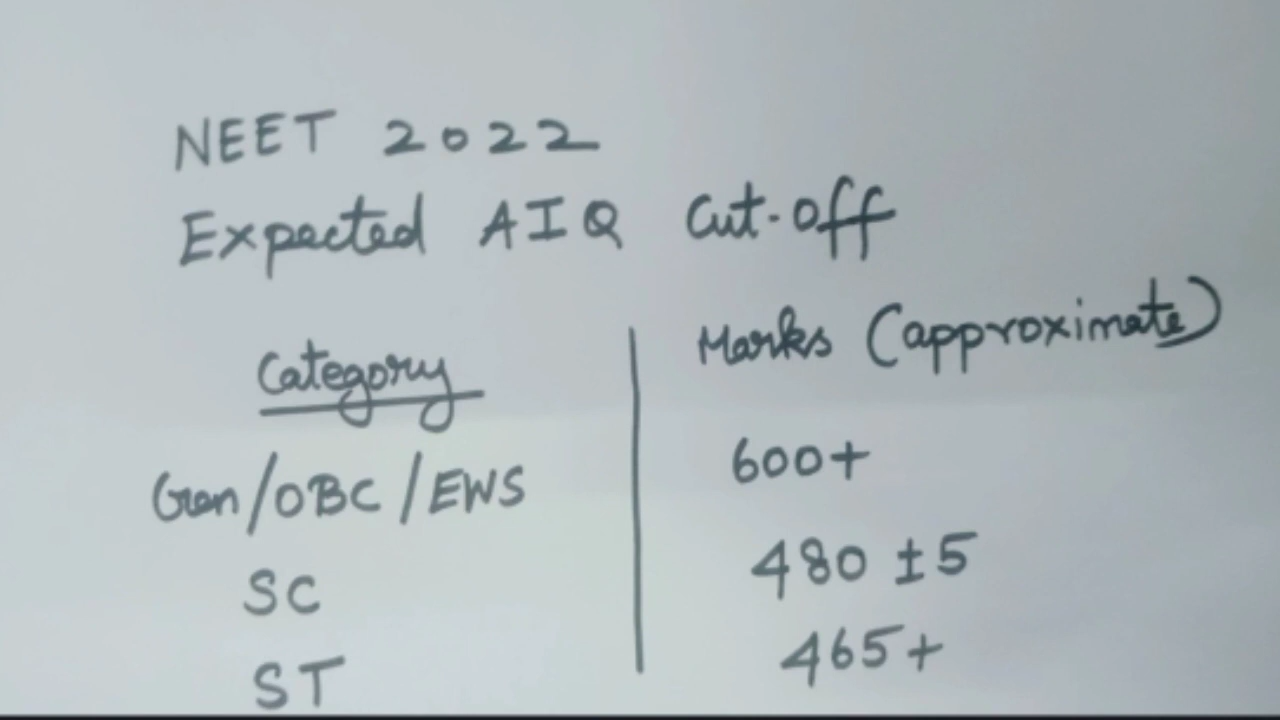 NEET 2022
Expected AIQ Cut-off
Category Marks (approximate)
Gen/OBC/EWS 600+
SC 480 ±5
ST 465+